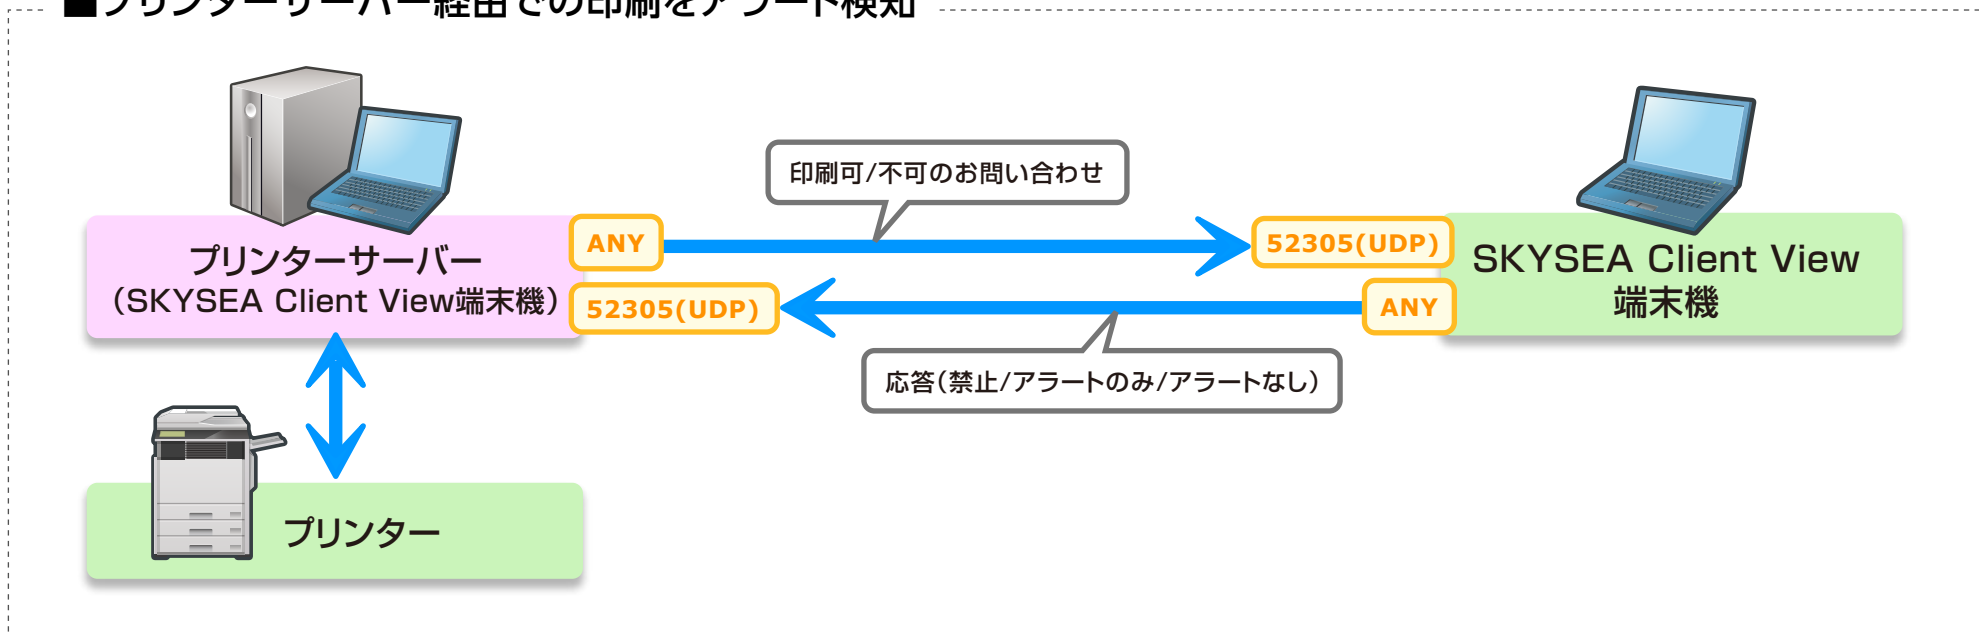 ■プリンターサーバー経由での印刷をアラート検知
印刷可/不可のお問い合わせ
ANY
52305(UDP)
プリンターサーバー
（SKYSEA Client View端末機）
SKYSEA Client View
端末機
52305(UDP)
ANY
応答（禁止/アラートのみ/アラートなし）
プリンター